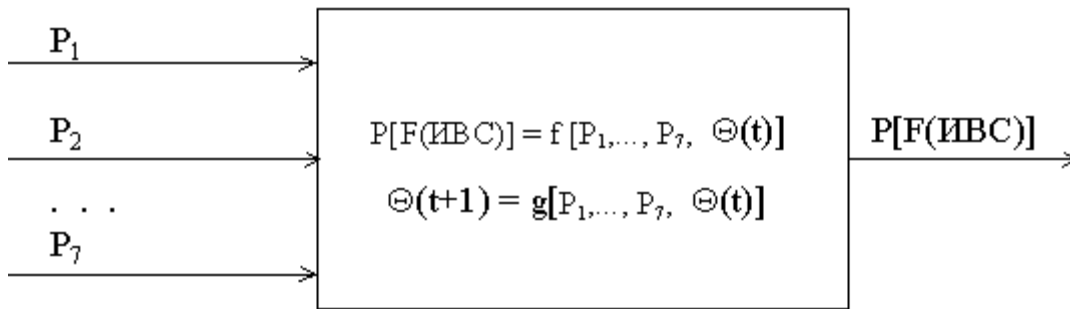 P₁
P₂
. . .
P₇
P[F(ИВС)] = f [P₁,..., P₇, Θ(t)]
Θ(t+1) = g[P₁,..., P₇, Θ(t)]
P[F(ИВС)]